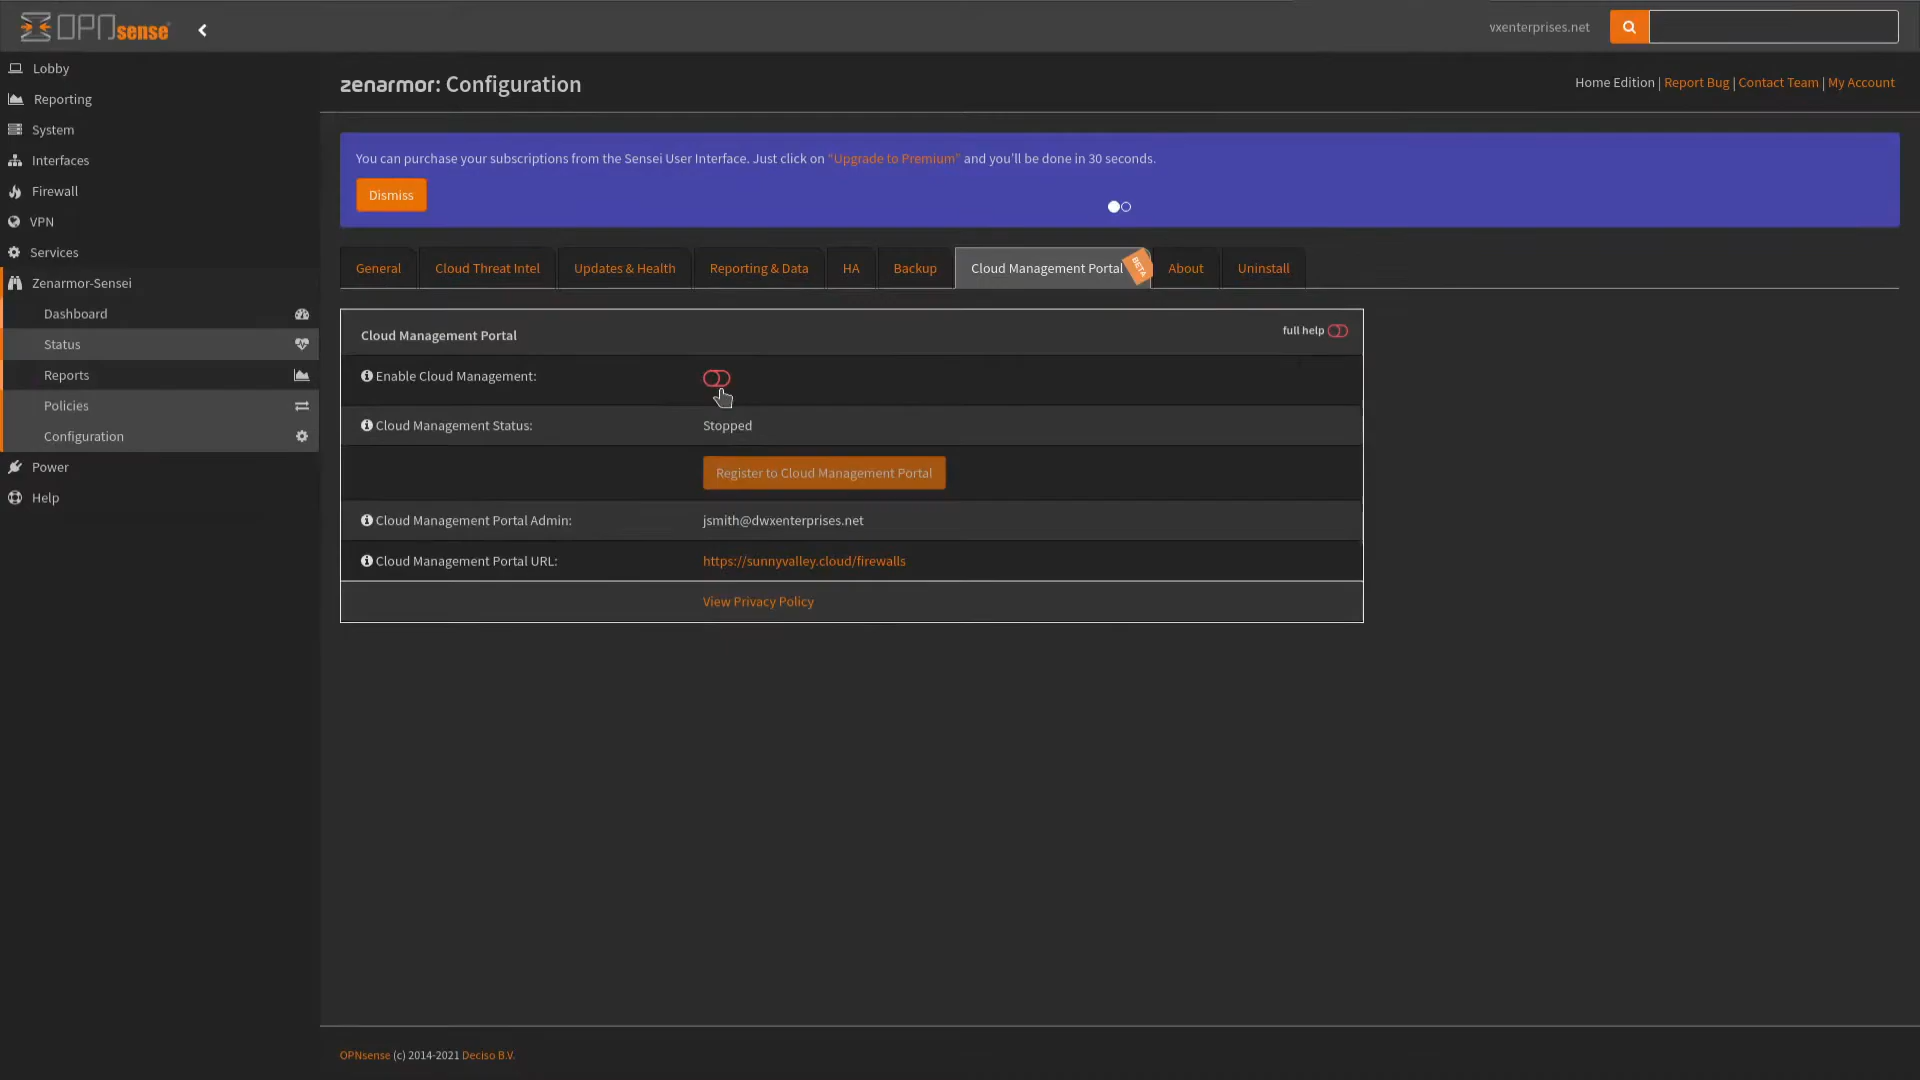 OPNsense
vxenterprises.net
Lobby
Reporting
System
Interfaces
Firewall
VPN
Services
Zenarmor-Sensei
Dashboard
Status
Reports
Policies
Configuration
Power
Help
zenarmor: Configuration
Home Edition | Report Bug | Contact Team | My Account
You can purchase your subscriptions from the Sensei User Interface. Just click on “Upgrade to Premium” and you'll be done in 30 seconds.
Dismiss
General
Cloud Threat Intel
Updates & Health
Reporting & Data
HA
Backup
Cloud Management Portal
BETA
About
Uninstall
Cloud Management Portal
full help
Enable Cloud Management:
Cloud Management Status:
Stopped
Register to Cloud Management Portal
Cloud Management Portal Admin:
jsmith@dwxenterprises.net
Cloud Management Portal URL:
https://sunnyvalley.cloud/firewalls
View Privacy Policy
OPNsense (c) 2014-2021 Deciso B.V.